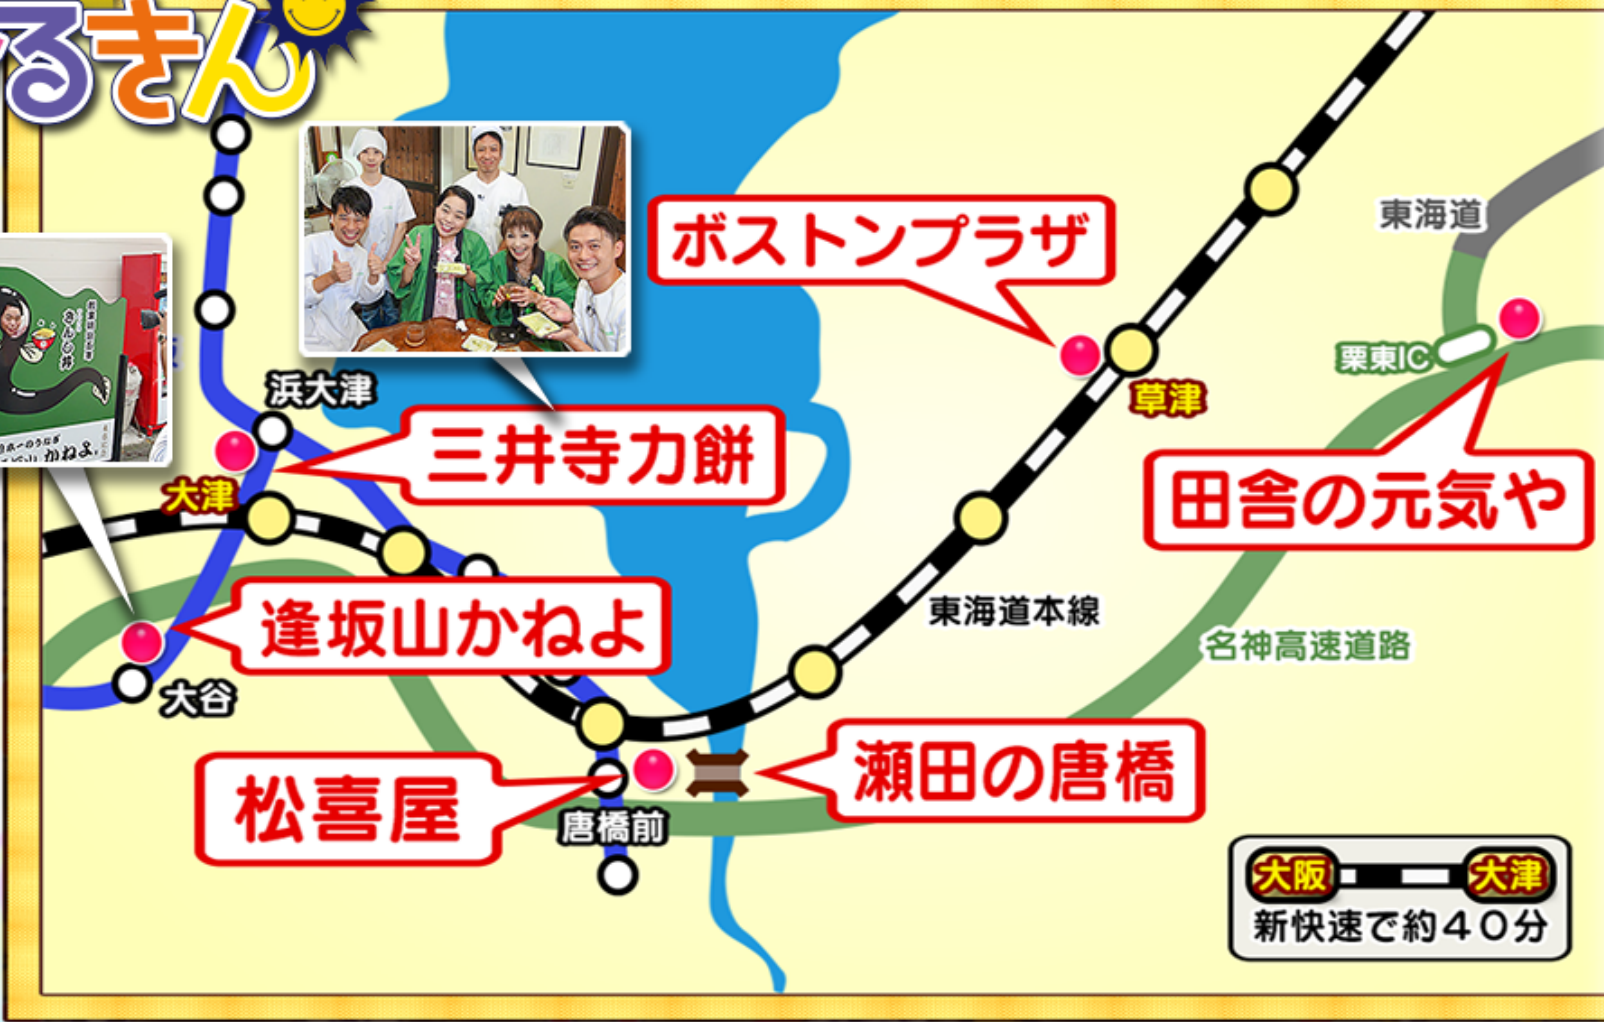 るきん
東海道
ボストンプラザ
栗東IC
浜大津
草津
三井寺力餅
大津
田舎の元気や
かねよ
逢坂山かねよ
東海道本線
名神高速道路
大谷
瀬田の唐橋
松喜屋
唐橋前
大阪 大津
新快速で約40分